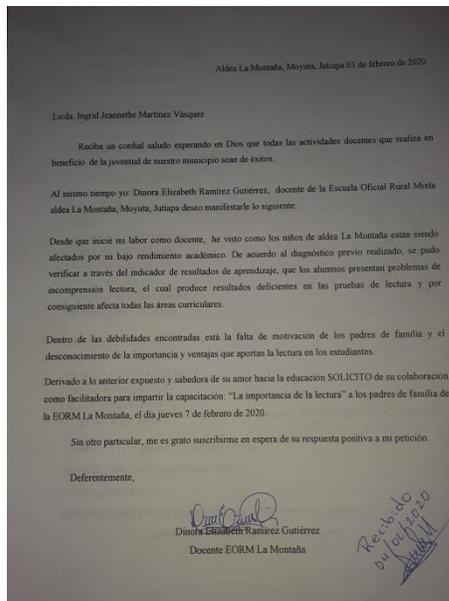 Aldea La Montaña, Moyuta, Jutiapa 03 de febrero de 2020
Licda. Ingrid Jeannethe Martínez Vásquez
Reciba un cordial saludo esperando en Dios que todas las actividades docentes que realiza en
beneficio de la juventud de nuestro municipio sean de éxitos.
Al mismo tiempo yo: Dinora Elizabeth Ramírez Gutiérrez, docente de la Escuela Oficial Rural Mixta
aldea La Montaña, Moyuta, Jutiapa deseo manifestarle lo siguiente:
Desde que inicié mi labor como docente, he visto como los niños de aldea La Montaña están siendo
afectados por su bajo rendimiento académico. De acuerdo al diagnóstico previo realizado, se pudo
verificar a través del indicador de resultados de aprendizaje, que los alumnos presentan problemas de
incomprensión lectora, el cual produce resultados deficientes en las pruebas de lectura y por
consiguiente afecta todas las áreas curriculares.
Dentro de las debilidades encontradas está la falta de motivación de los padres de familia y el
desconocimiento de la importancia y ventajas que aportan la lectura en los estudiantes.
Derivado a lo anterior expuesto y sabedora de su amor hacia la educación SOLICITO de su colaboración
como facilitadora para impartir la capacitación: “La importancia de la lectura” a los padres de familia de
la EORM La Montaña, el día jueves 7 de febrero de 2020.
Sin otro particular, me es grato suscribirme en espera de su respuesta positiva a mi petición.
Deferentemente,
Dinora Elizabeth Ramírez Gutiérrez
Docente EORM La Montaña
Recibido
04/02/2020